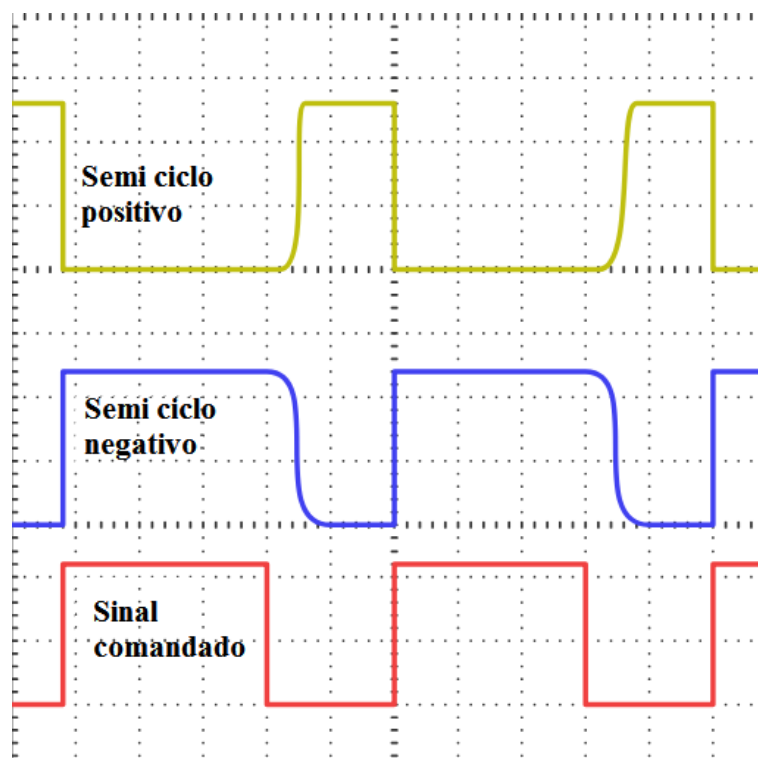 Semi ciclo
positivo
Semi ciclo
negativo
Sinal
comandado